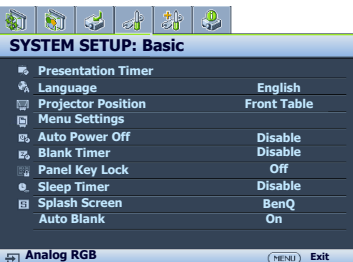 SYSTEM SETUP: Basic
Presentation Timer
Language English
Projector Position Front Table
Menu Settings
Auto Power Off Disable
Blank Timer Disable
Panel Key Lock Off
Sleep Timer Disable
Splash Screen BenQ
Auto Blank On
Analog RGB MENU Exit